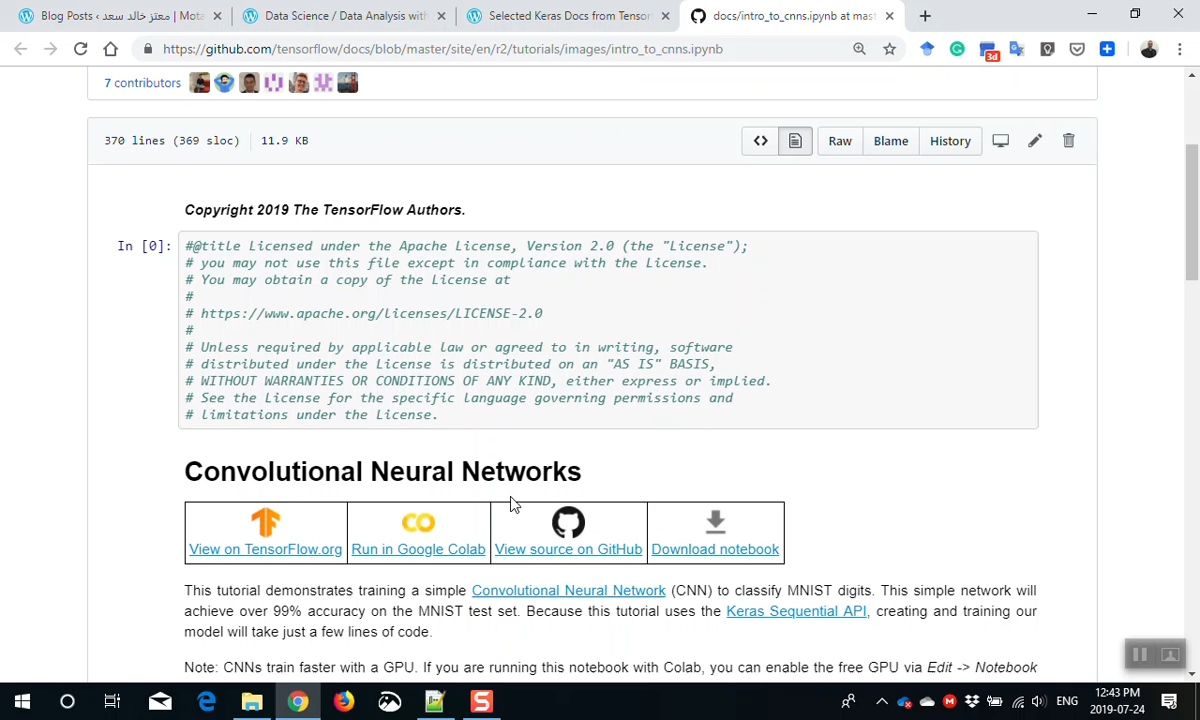 Blog Posts ‹ معتز خالد سعد | Mota
Data Science / Data Analysis with
Selected Keras Docs from Tensor
docs/intro_to_cnns.ipynb at mast
https://github.com/tensorflow/docs/blob/master/site/en/r2/tutorials/images/intro_to_cnns.ipynb
3d
7 contributors
370 lines (369 sloc) 11.9 KB
Raw Blame History
Copyright 2019 The TensorFlow Authors.
In [0]: #@title Licensed under the Apache License, Version 2.0 (the "License");
# you may not use this file except in compliance with the License.
# You may obtain a copy of the License at
#
# https://www.apache.org/licenses/LICENSE-2.0
#
# Unless required by applicable law or agreed to in writing, software
# distributed under the License is distributed on an "AS IS" BASIS,
# WITHOUT WARRANTIES OR CONDITIONS OF ANY KIND, either express or implied.
# See the License for the specific language governing permissions and
# limitations under the License.
Convolutional Neural Networks
View on TensorFlow.org Run in Google Colab View source on GitHub Download notebook
This tutorial demonstrates training a simple Convolutional Neural Network (CNN) to classify MNIST digits. This simple network will
achieve over 99% accuracy on the MNIST test set. Because this tutorial uses the Keras Sequential API, creating and training our
model will take just a few lines of code.
Note: CNNs train faster with a GPU. If you are running this notebook with Colab, you can enable the free GPU via Edit -> Notebook
ENG
12:43 PM
2019-07-24